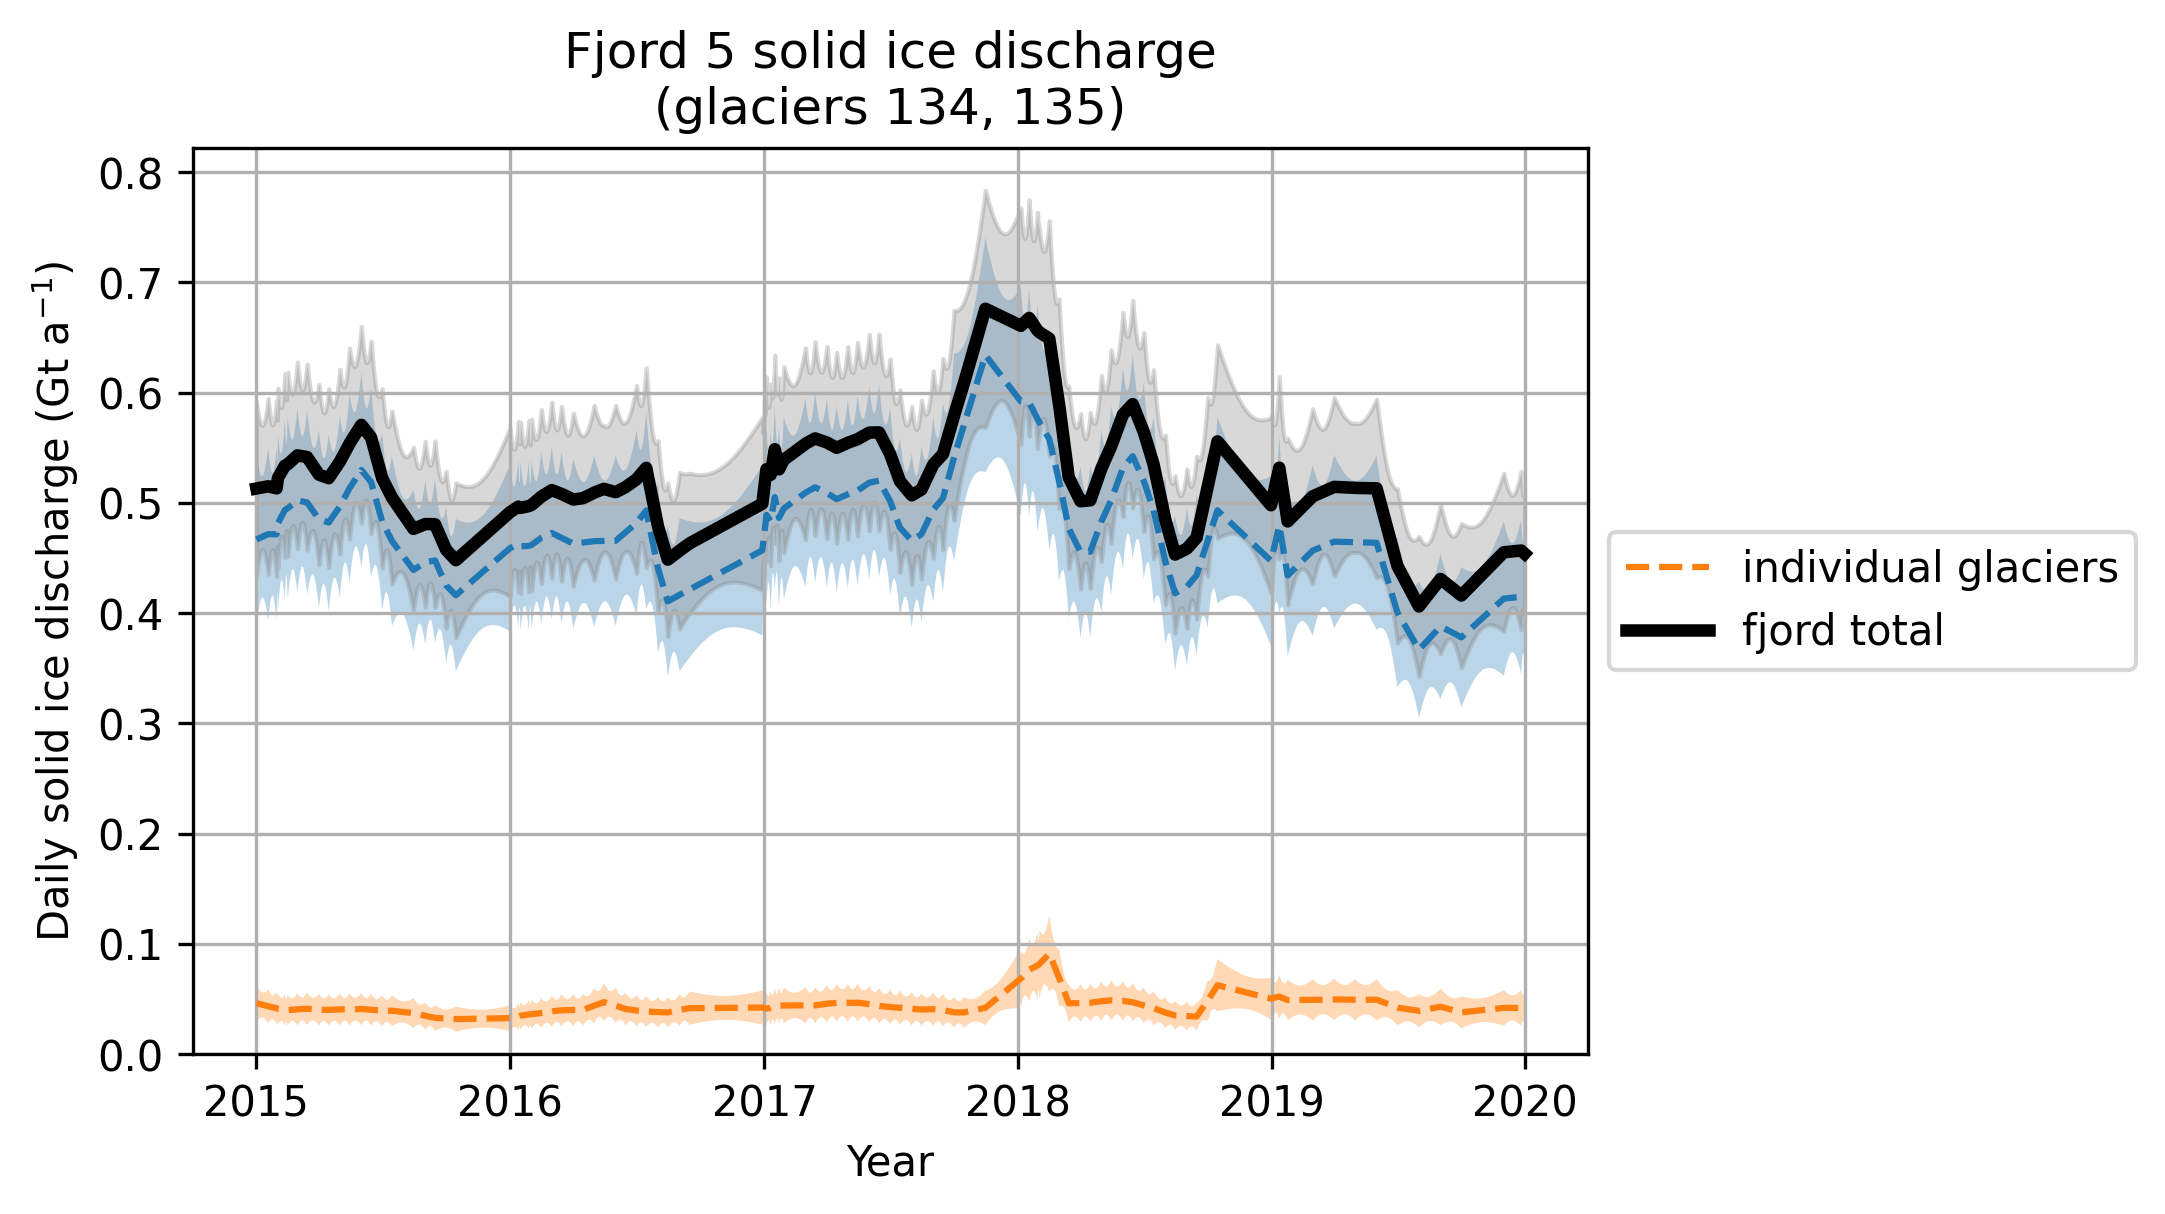 Fjord 5 solid ice discharge
(glaciers 134, 135)
Daily solid ice discharge (Gt a⁻¹)
0.8
0.7
0.6
0.5
0.4
0.3
0.2
0.1
0.0
2015 2016 2017 2018 2019 2020
Year
individual glaciers
fjord total